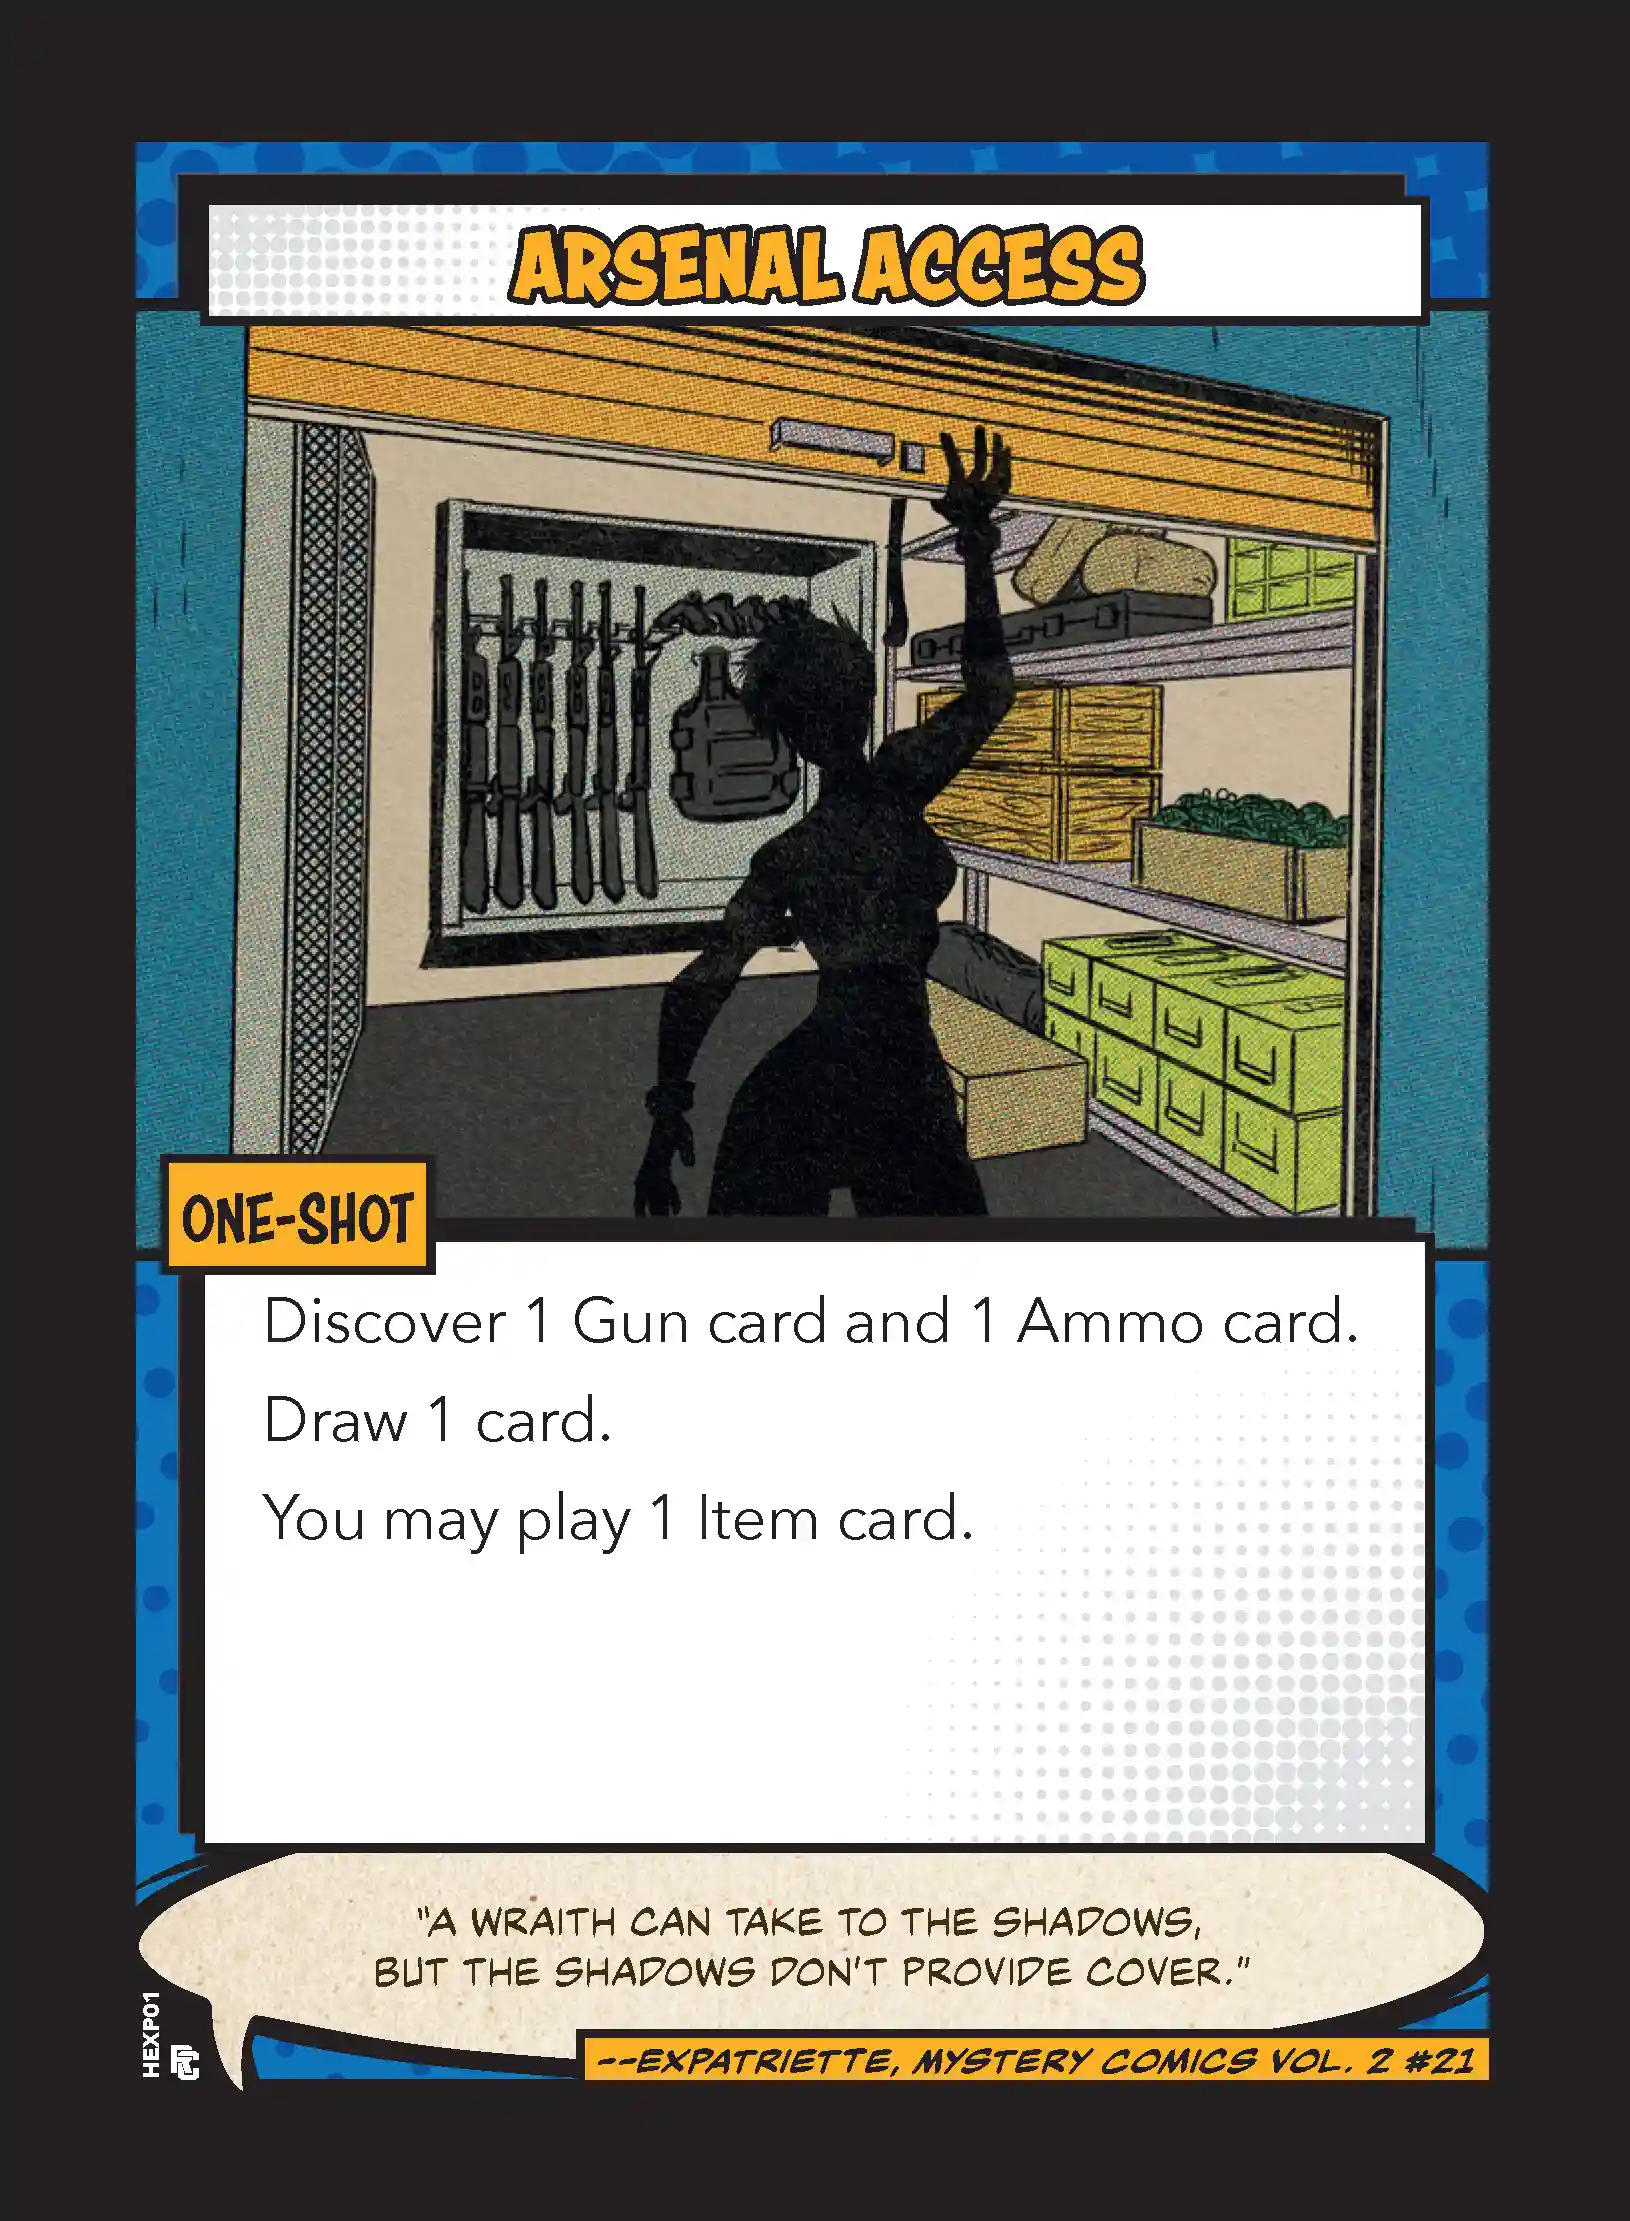 ARSENAL ACCESS
ONE-SHOT
Discover 1 Gun card and 1 Ammo card.
Draw 1 card.
You may play 1 Item card.
"A WRAITH CAN TAKE TO THE SHADOWS,
BUT THE SHADOWS DON'T PROVIDE COVER."
--EXPATRIETTE, MYSTERY COMICS VOL. 2 #21
HEXP01